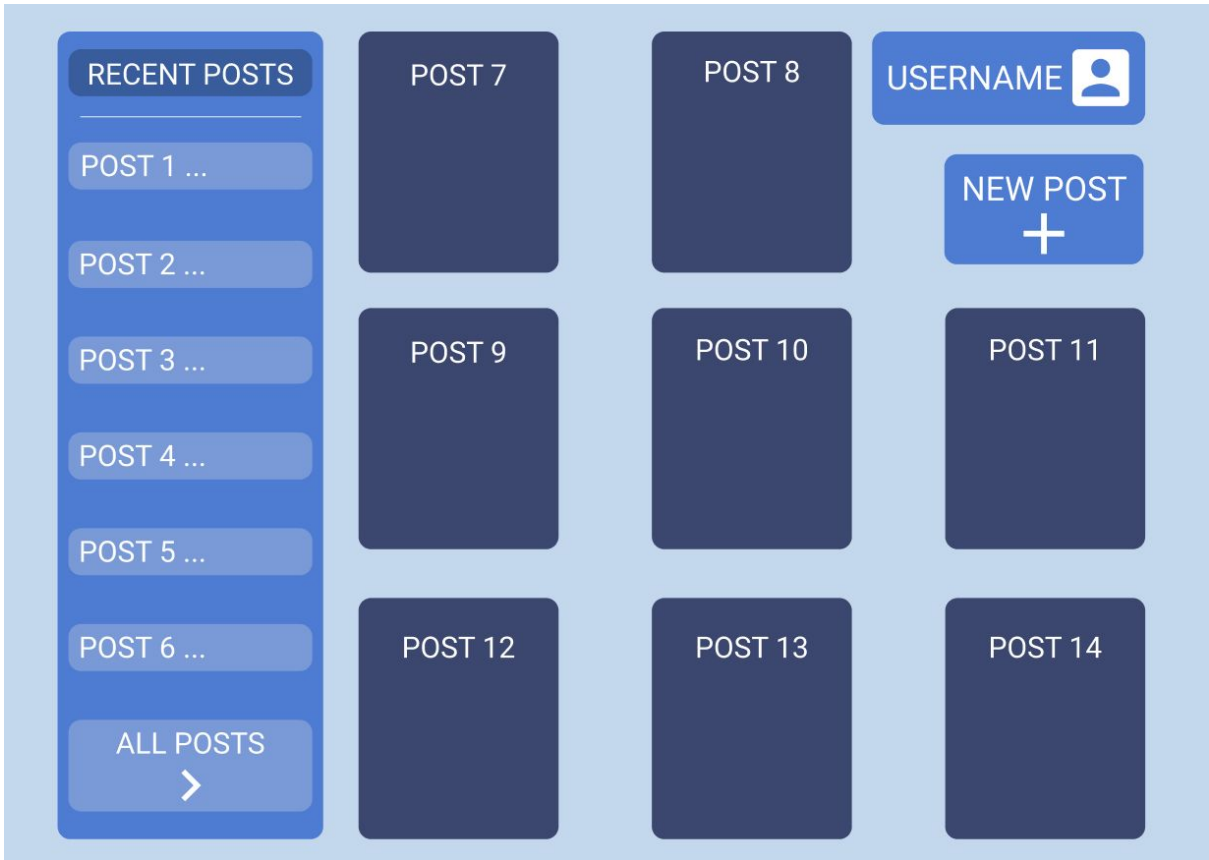 RECENT POSTS
POST 1 ...
POST 2 ...
POST 3 ...
POST 4 ...
POST 5 ...
POST 6 ...
ALL POSTS
POST 7
POST 8
USERNAME
NEW POST
POST 9
POST 10
POST 11
POST 12
POST 13
POST 14